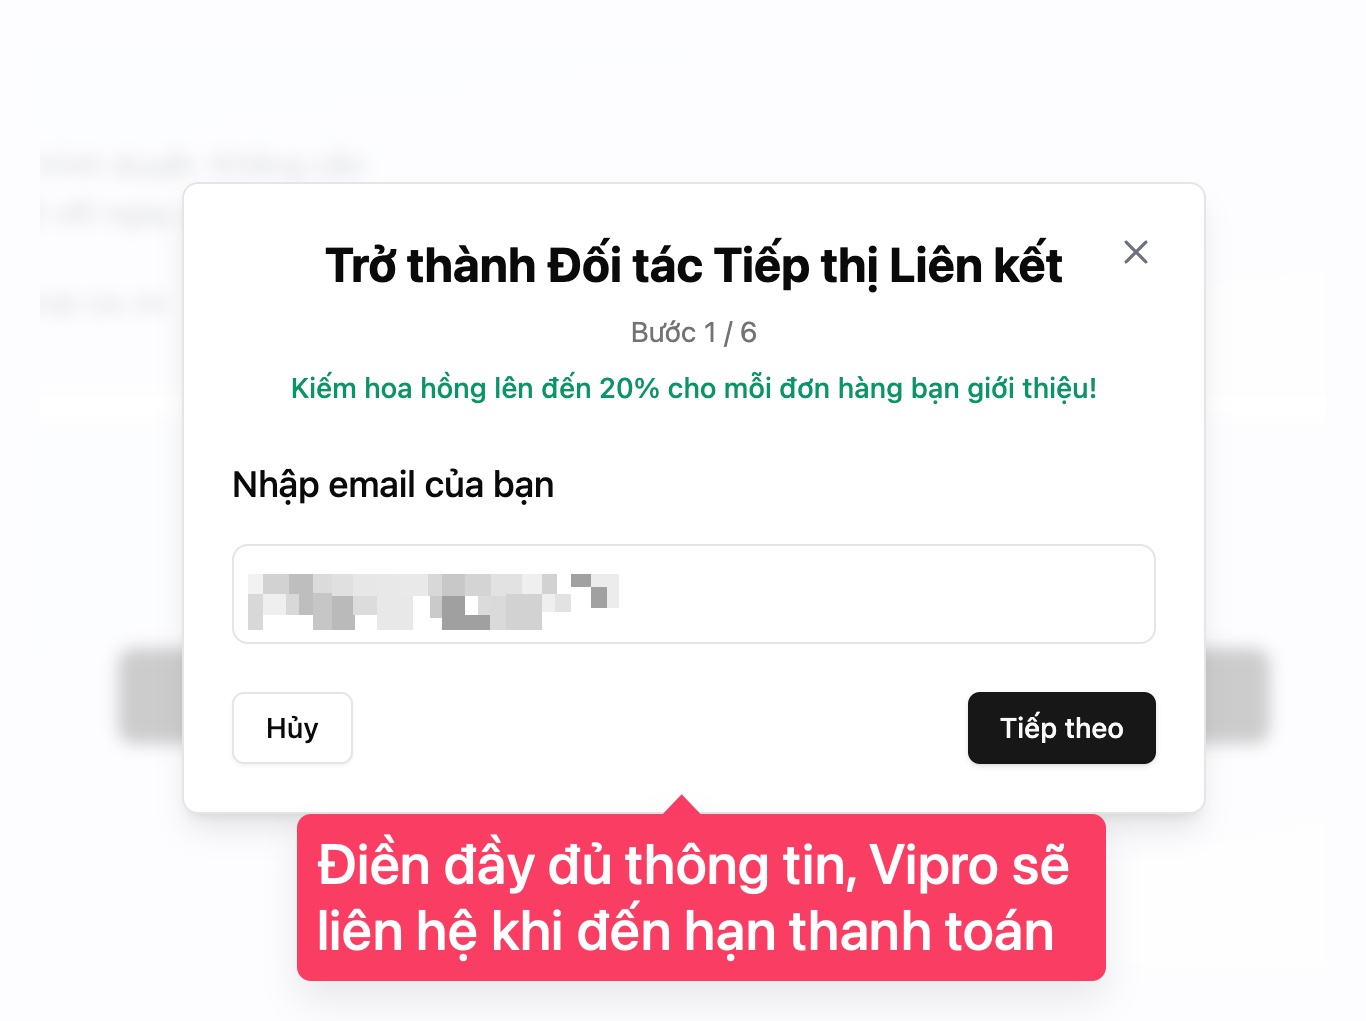 Trở thành Đối tác Tiếp thị Liên kết
Bước 1 / 6
Kiếm hoa hồng lên đến 20% cho mỗi đơn hàng bạn giới thiệu!
Nhập email của bạn
Hủy
Tiếp theo
Điền đầy đủ thông tin, Vipro sẽ
liên hệ khi đến hạn thanh toán